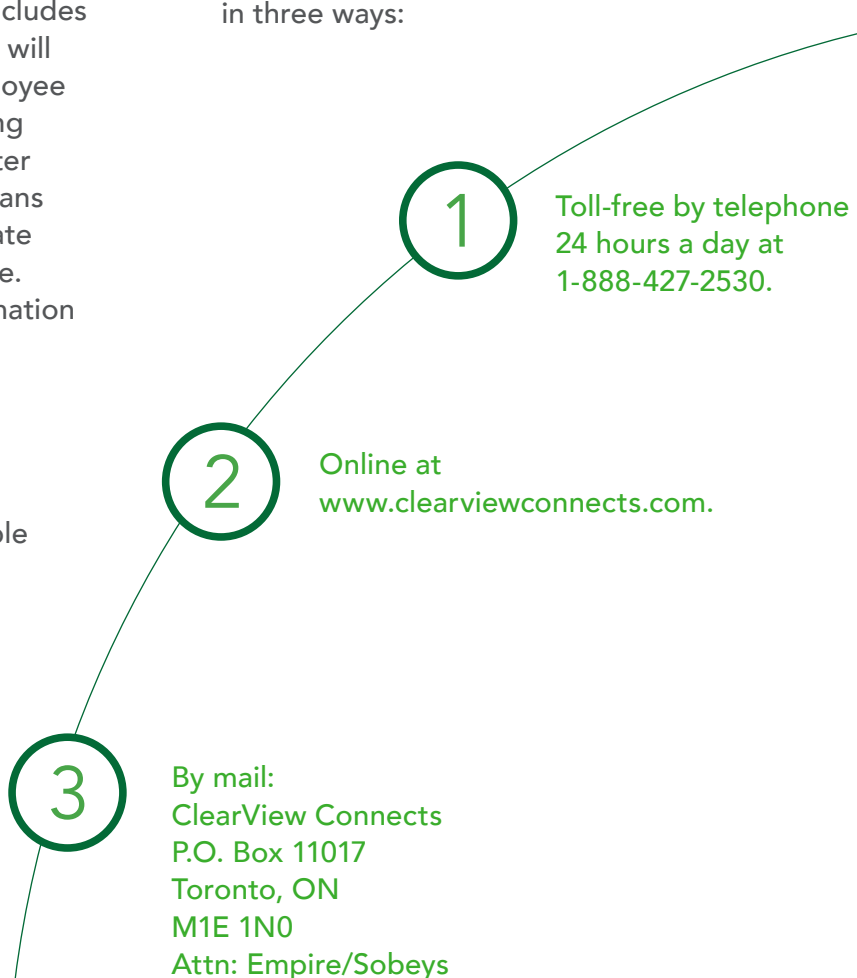 will
in three ways:
1
Toll-free by telephone
24 hours a day at
1-888-427-2530.
2
Online at
www.clearviewconnects.com.
3
By mail:
ClearView Connects
P.O. Box 11017
Toronto, ON
M1E 1N0
Attn: Empire/Sobeys